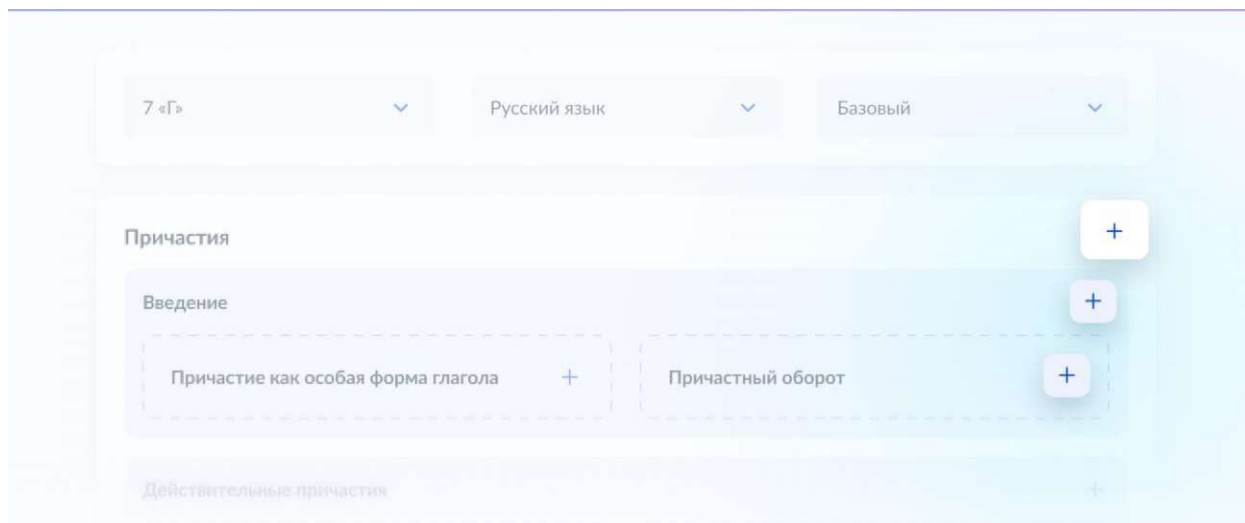 7 «Г» Русский язык Базовый
Причастия +
Введение +
Причастие как особая форма глагола + Причастный оборот +
Действительные причастия +